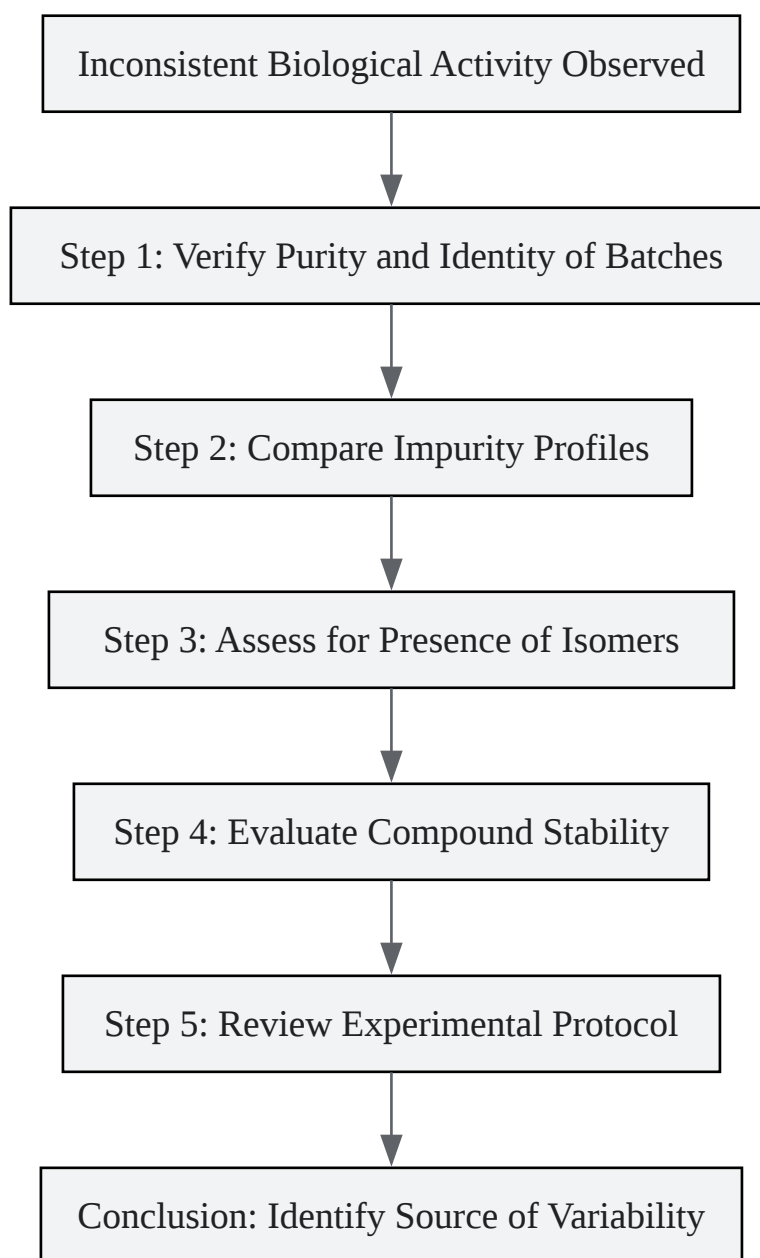 Inconsistent Biological Activity Observed
Step 1: Verify Purity and Identity of Batches
Step 2: Compare Impurity Profiles
Step 3: Assess for Presence of Isomers
Step 4: Evaluate Compound Stability
Step 5: Review Experimental Protocol
Conclusion: Identify Source of Variability